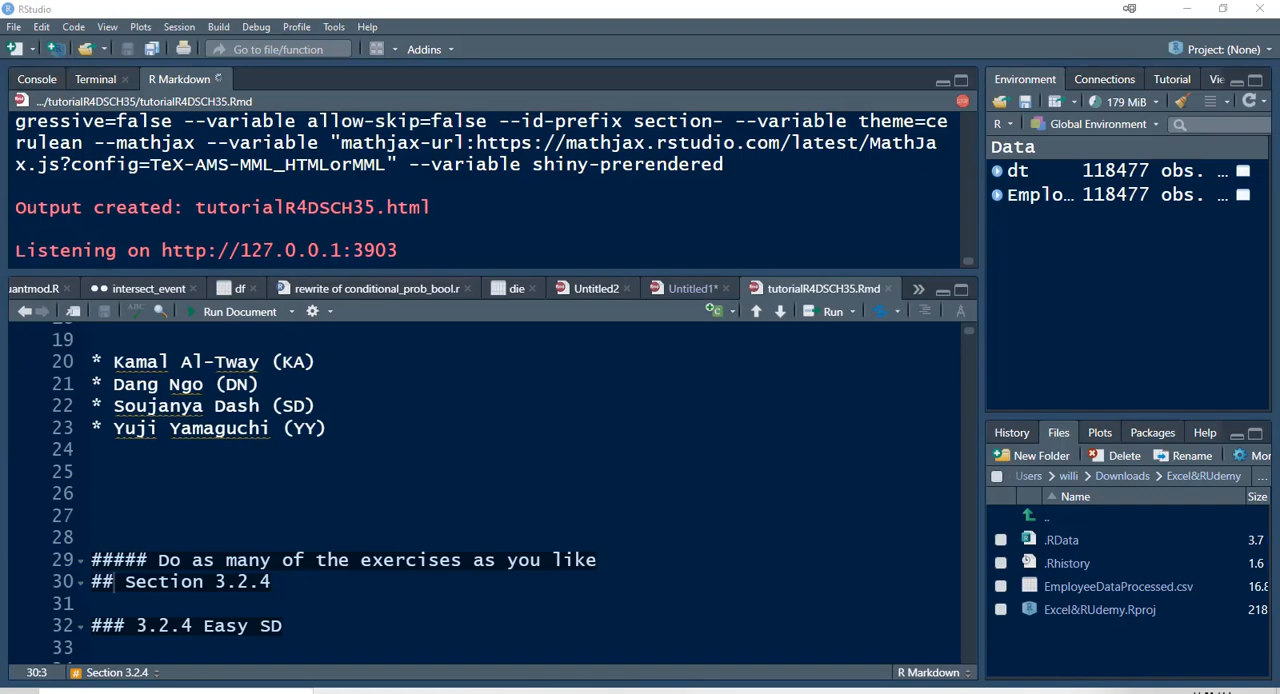 RStudio
File Edit Code View Plots Session Build Debug Profile Tools Help
Go to file/function Addins Project: (None)
Console Terminal R Markdown
.../tutorialR4DSCH35/tutorialR4DSCH35.Rmd
gressive=false --variable allow-skip=false --id-prefix section- --variable theme=ce
rulean --mathjax --variable "mathjax-url:https://mathjax.rstudio.com/latest/MathJa
x.js?config=TeX-AMS-MML_HTMLorMML" --variable shiny-prerendered
Output created: tutorialR4DSCH35.html
Listening on http://127.0.0.1:3903
uantmod.R intersect_event df rewrite of conditional_prob_bool.r die Untitled2 Untitled1* tutorialR4DSCH35.Rmd
ABC Run Document Run
19
20 * Kamal Al-Tway (KA)
21 * Dang Ngo (DN)
22 * Soujanya Dash (SD)
23 * Yuji Yamaguchi (YY)
24
25
26
27
28
29 ##### Do as many of the exercises as you like
30 ## Section 3.2.4
31
32 ### 3.2.4 Easy SD
33
30:3 # Section 3.2.4 R Markdown
Environment Connections Tutorial Vie
179 MiB
R Global Environment
Data
dt 118477 obs. ...
Emplo... 118477 obs. ...
History Files Plots Packages Help
New Folder Delete Rename Mor
Users willi Downloads Excel&RUdemy ...
Name Size
..
.RData 3.7
.Rhistory 1.6
EmployeeDataProcessed.csv 16.8
Excel&RUdemy.Rproj 218